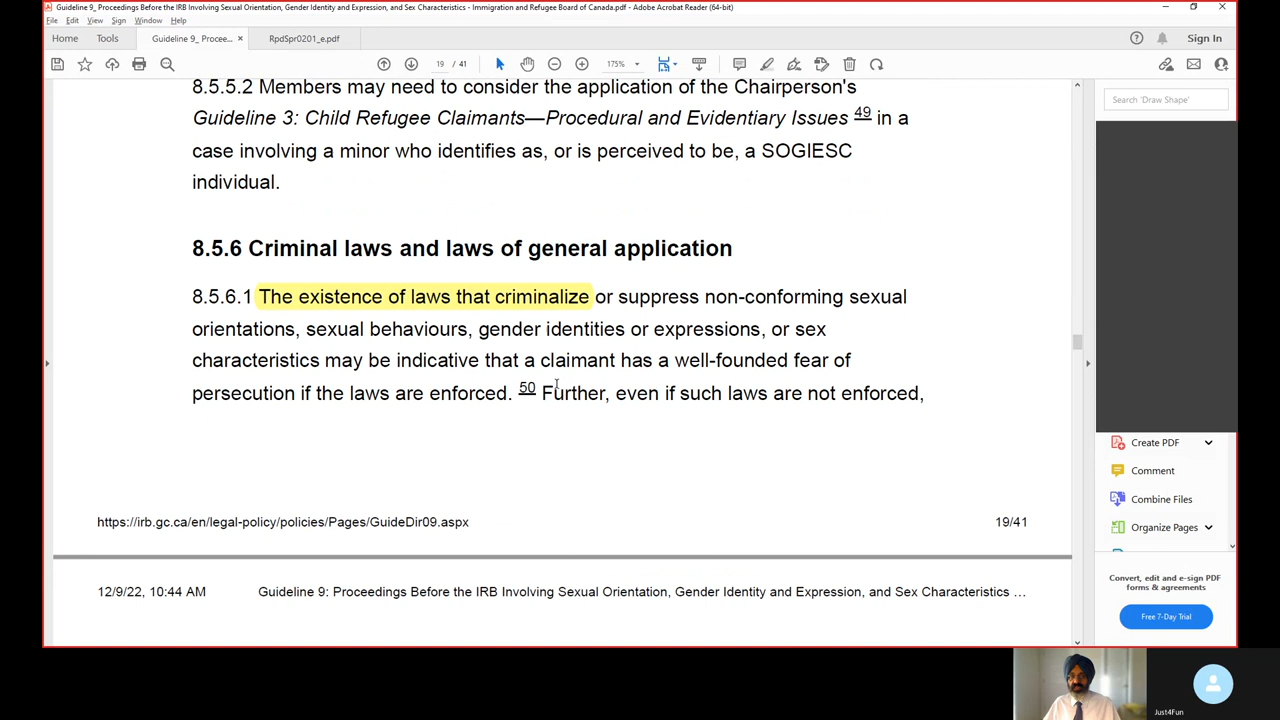 Guideline 9_ Proceedings Before the IRB Involving Sexual Orientation, Gender Identity and Expression, and Sex Characteristics - Immigration and Refugee Board of Canada.pdf - Adobe Acrobat Reader (64-bit)
File Edit View Sign Window Help
Home Tools Guideline 9_ Procee... × RpdSpr0201_e.pdf Sign In
19 / 41 175%
8.5.5.2 Members may need to consider the application of the Chairperson's
Guideline 3: Child Refugee Claimants—Procedural and Evidentiary Issues 49 in a
case involving a minor who identifies as, or is perceived to be, a SOGIESC
individual.
8.5.6 Criminal laws and laws of general application
8.5.6.1 The existence of laws that criminalize or suppress non-conforming sexual
orientations, sexual behaviours, gender identities or expressions, or sex
characteristics may be indicative that a claimant has a well-founded fear of
persecution if the laws are enforced. 50 Further, even if such laws are not enforced,
https://irb.gc.ca/en/legal-policy/policies/Pages/GuideDir09.aspx 19/41
12/9/22, 10:44 AM Guideline 9: Proceedings Before the IRB Involving Sexual Orientation, Gender Identity and Expression, and Sex Characteristics …
Search 'Draw Shape'
Create PDF
Comment
Combine Files
Organize Pages
Convert, edit and e-sign PDF
forms & agreements
Free 7-Day Trial
Just4Fun